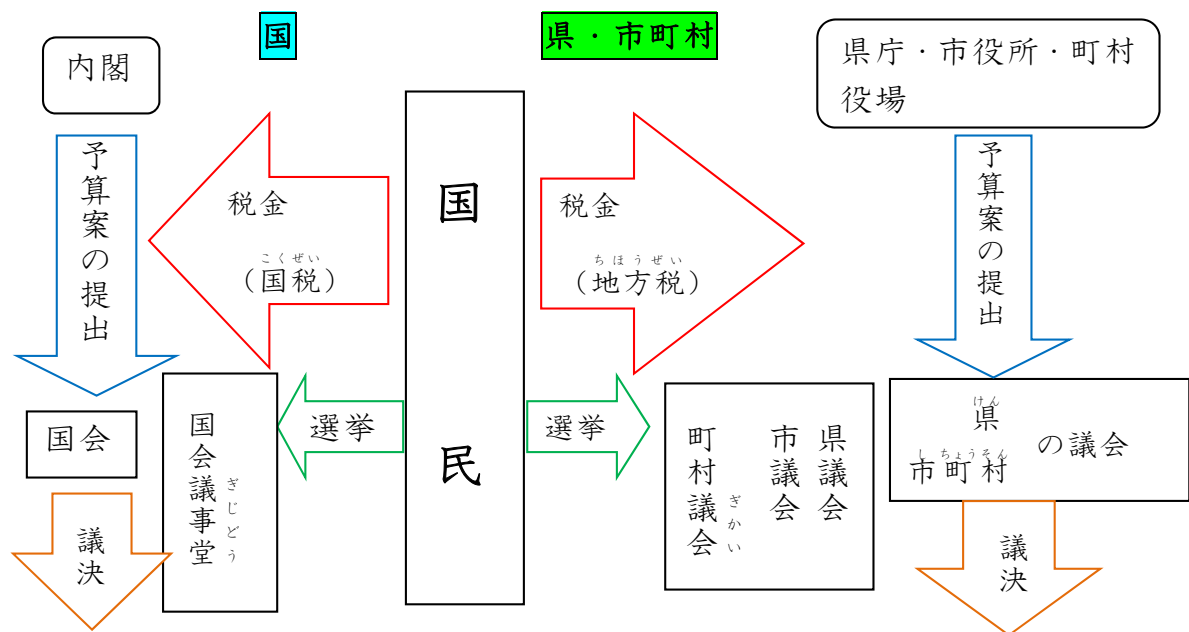 国
県・市町村
内閣
県庁・市役所・町村
役場
予算案の提出
税金
こくぜい
(国税)
国民
税金
ちほうぜい
(地方税)
予算案の提出
国会
国会議事堂
ぎじどう
選挙
選挙
県議会
市議会
町村議会
ぎかい
けん
県
しちょうそん
市町村
の議会
議決
議決